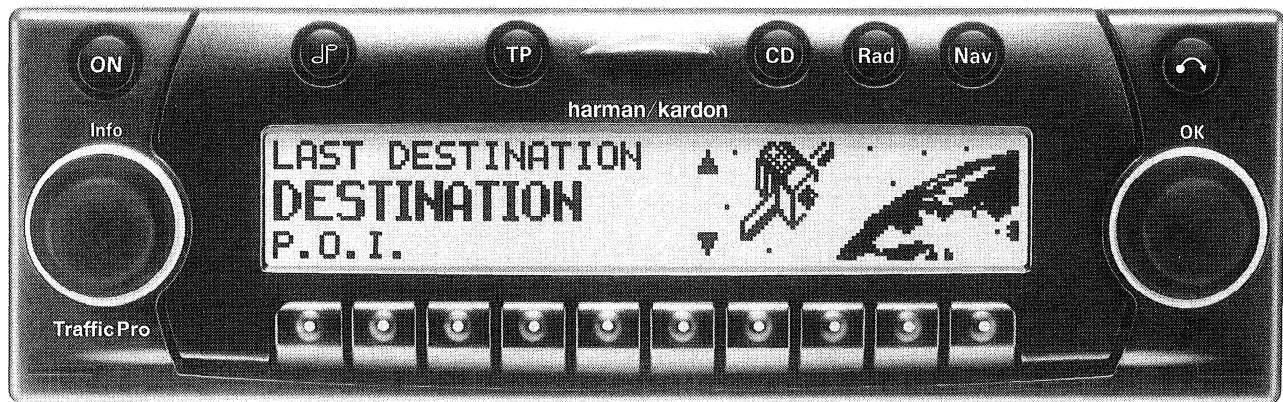 ON
TP
CD
Rad
Nav
harman/kardon
Info
OK
LAST DESTINATION
DESTINATION
P.O.I.
Traffic Pro